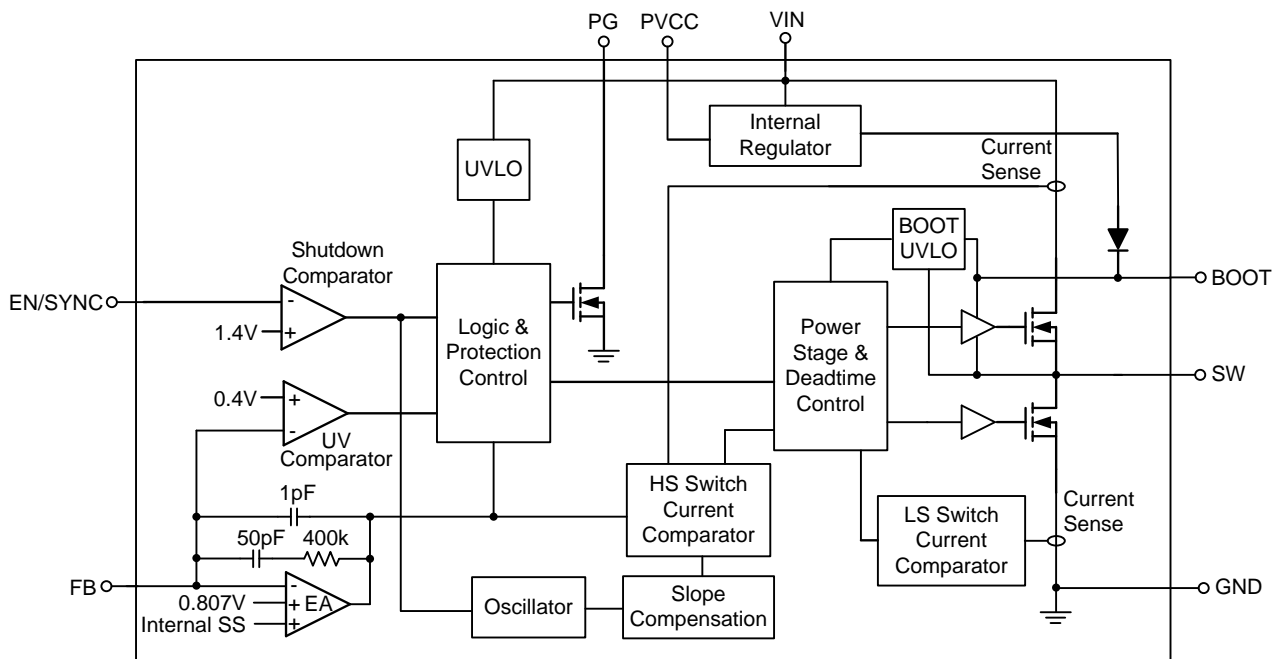 PG
PVCC
VIN
Internal
Regulator
Current
Sense
UVLO
BOOT
UVLO
Shutdown
Comparator
BOOT
EN/SYNC
-
1.4V
+
Logic &
Protection
Control
Power
Stage &
Deadtime
Control
SW
0.4V
+
-
UV
Comparator
1pF
HS Switch
Current
Comparator
LS Switch
Current
Comparator
Current
Sense
50pF
400k
FB
-
0.807V
+
EA
Internal SS
+
Oscillator
Slope
Compensation
GND